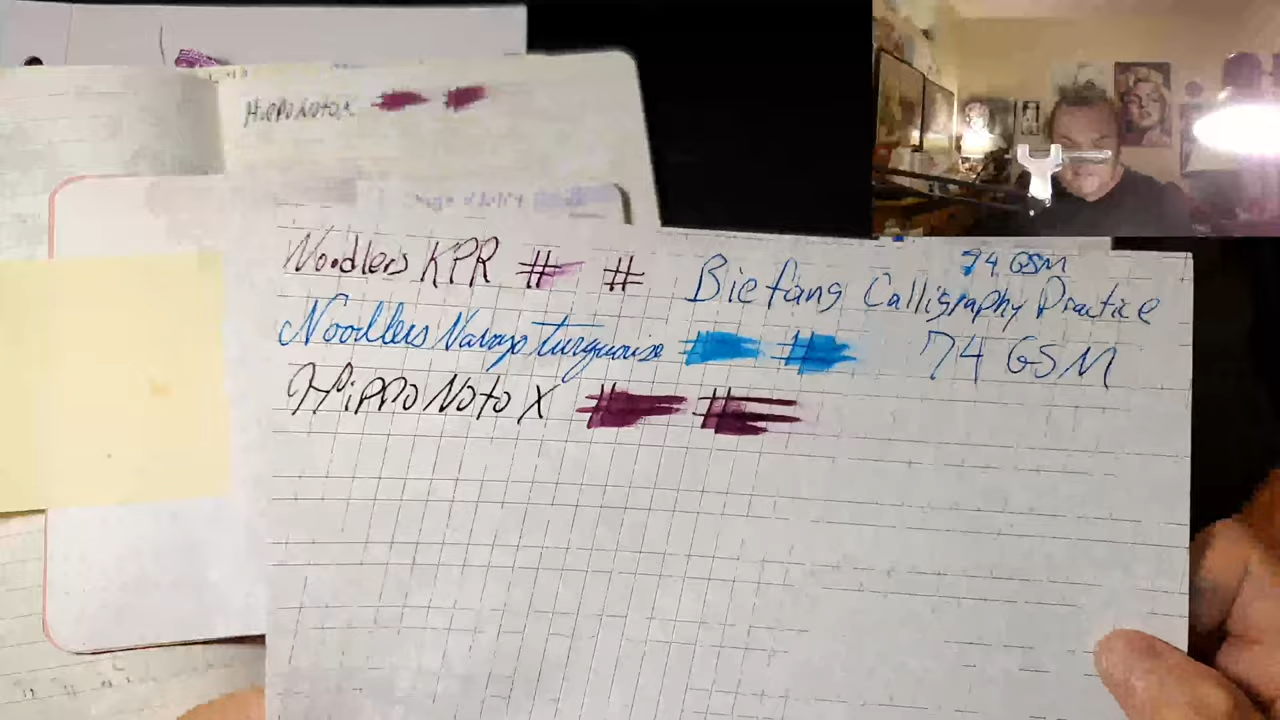 Hippo Noto X
Noodlers KPR # # Biefang Calligraphy Practice
74 GSM
Noodlers Navajo turquoise # # 74 GSM
Hippo Noto X # #